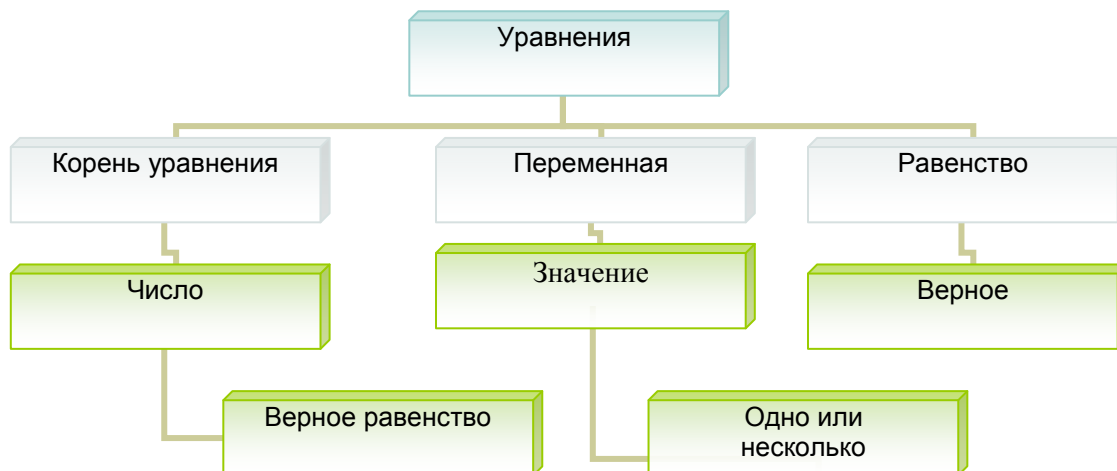 Уравнения
Корень уравнения
Переменная
Равенство
Число
Значение
Верное
Верное равенство
Одно или
несколько